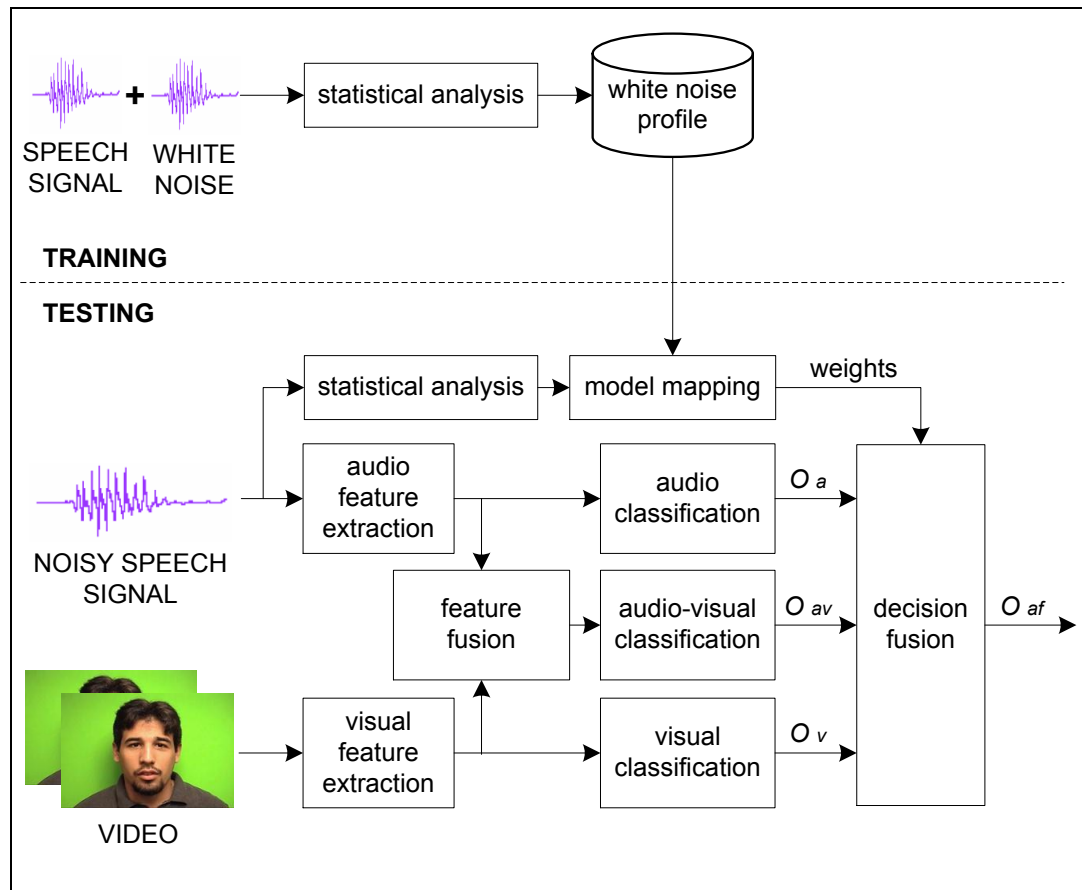 +
SPEECH
SIGNAL
WHITE
NOISE
statistical analysis
white noise
profile
TRAINING
TESTING
statistical analysis
model mapping
weights
NOISY SPEECH
SIGNAL
audio
feature
extraction
audio
classification
O a
feature
fusion
audio-visual
classification
O av
decision
fusion
O af
VIDEO
visual
feature
extraction
visual
classification
O v